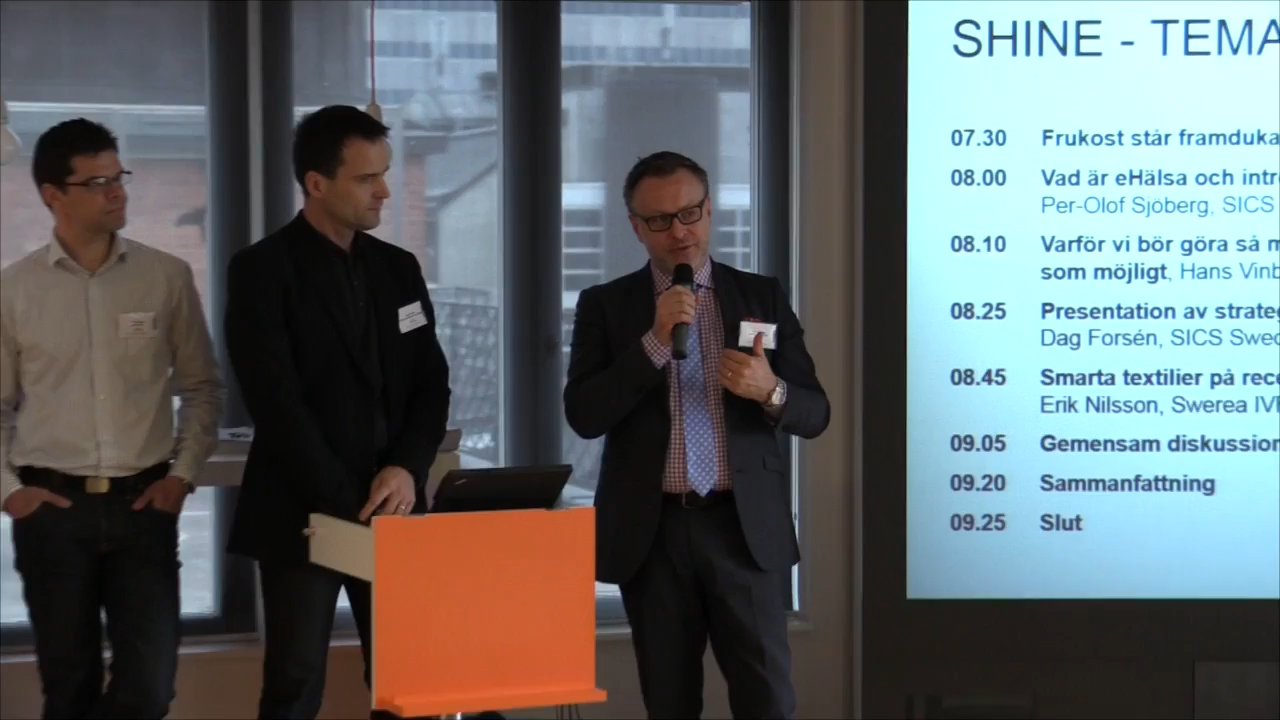 SHINE - TEMA
07.30 Frukost står framduka
08.00 Vad är eHälsa och intr
Per-Olof Sjöberg, SICS
08.10 Varför vi bör göra så m
som möjligt, Hans Vinb
08.25 Presentation av strateg
Dag Forsén, SICS Swed
08.45 Smarta textilier på rece
Erik Nilsson, Swerea IVF
09.05 Gemensam diskussion
09.20 Sammanfattning
09.25 Slut